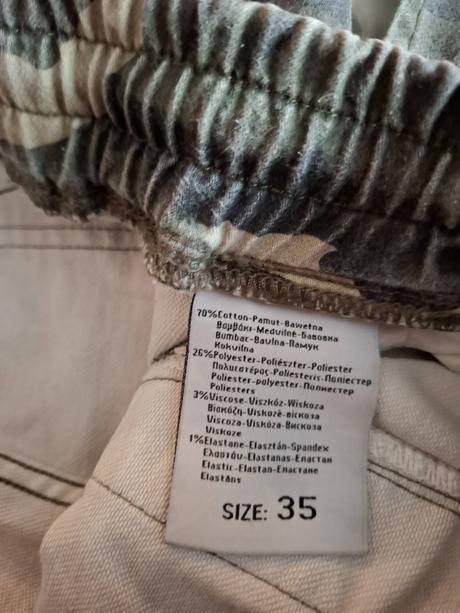 70%Cotton-Pamut-Bawełna
Βαμβάκι-Medvilnė-Бавовна
Bumbac-Bavlna-Памук
Kokvilna
26%Polyester-Poliészter-Poliester
Πολυεστέρας-Poliesteris-Поліестер
Poliester-polyester-Полиестер
Poliesters
3%Viscose-Viszkóz-Wiskoza
Βισκόζη-Viskozė-віскоза
Viscoza-Viskóza-Вискоза
Viskoze
1%Elastane-Elasztán-Spandex
Ελαστάν-Elastanas-Еластан
Elastic-Elastan-Еластане
Elastāns
SIZE: 35